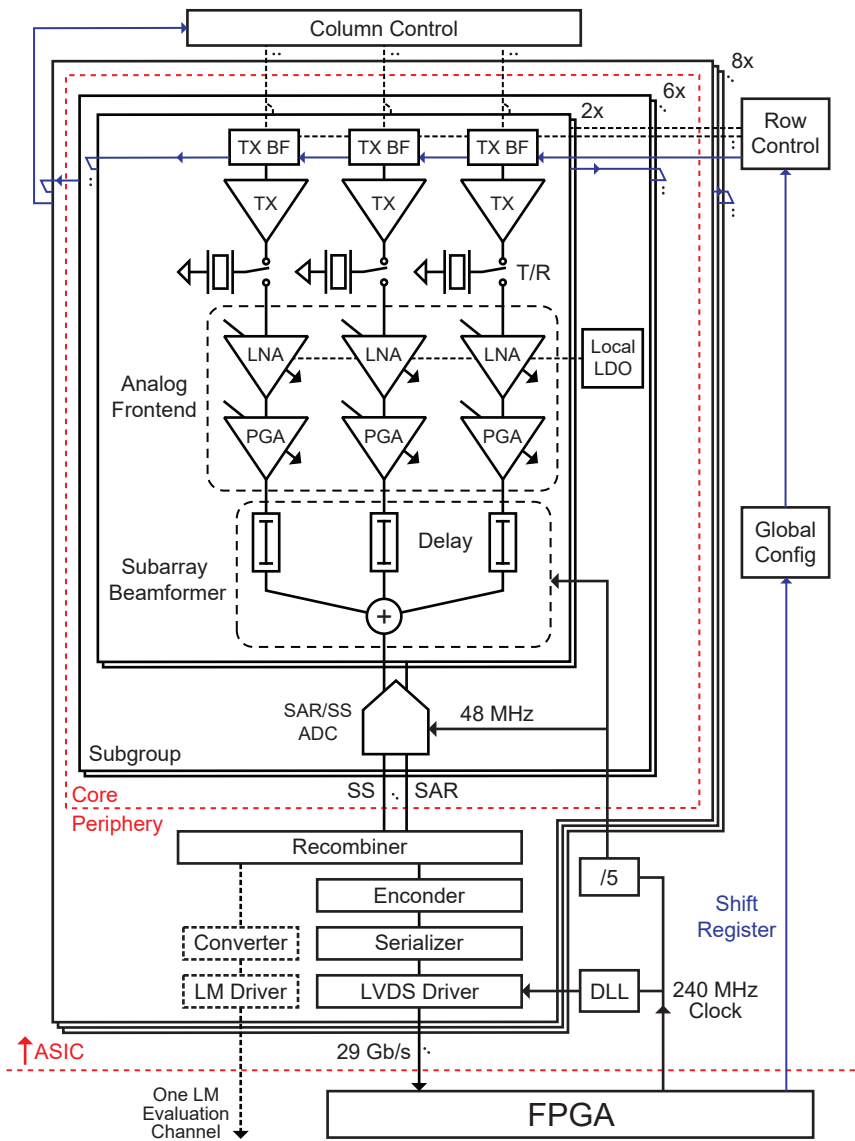 Column Control
8x
6x
2x
TX BF
TX BF
TX BF
Row
Control
TX
TX
TX
T/R
LNA
LNA
LNA
Local
LDO
Analog
Frontend
PGA
PGA
PGA
Delay
Global
Config
Subarray
Beamformer
+
SAR/SS
ADC
48 MHz
Subgroup
SS
SAR
Core
Periphery
Recombiner
/5
Enconder
Shift
Register
Converter
Serializer
LM Driver
LVDS Driver
DLL
240 MHz
Clock
ASIC
29 Gb/s
One LM
Evaluation
Channel
FPGA